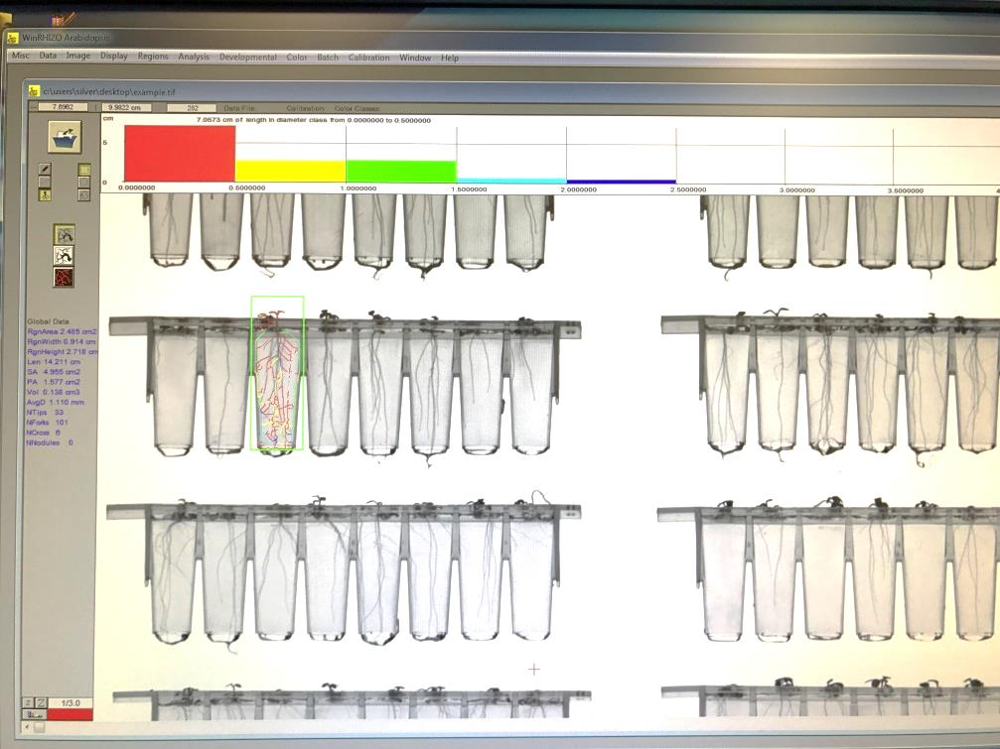 WinRHIZO Arabidopsis
Misc Data Image Display Regions Analysis Developmental Color Batch Calibration Window Help
c:\users\silver\desktop\example.tif
7.6962 9.9822 cm 282 Data File: Calibration: Color Classes:
cm 7.0573 cm of length in diameter class from 0.0000000 to 0.5000000
5
0
0.0000000 0.5000000 1.0000000 1.5000000 2.0000000 2.5000000 3.0000000 3.5000000 4
Global Data
RgnArea 2.485 cm2
RgnWidth 0.914 cm
RgnHeight 2.718 cm
Len 14.211 cm
SA 4.955 cm2
PA 1.577 cm2
Vol 0.138 cm3
AvgD 1.110 mm
NTips 33
NForks 101
NCross 6
NNodules 0
1/3.0